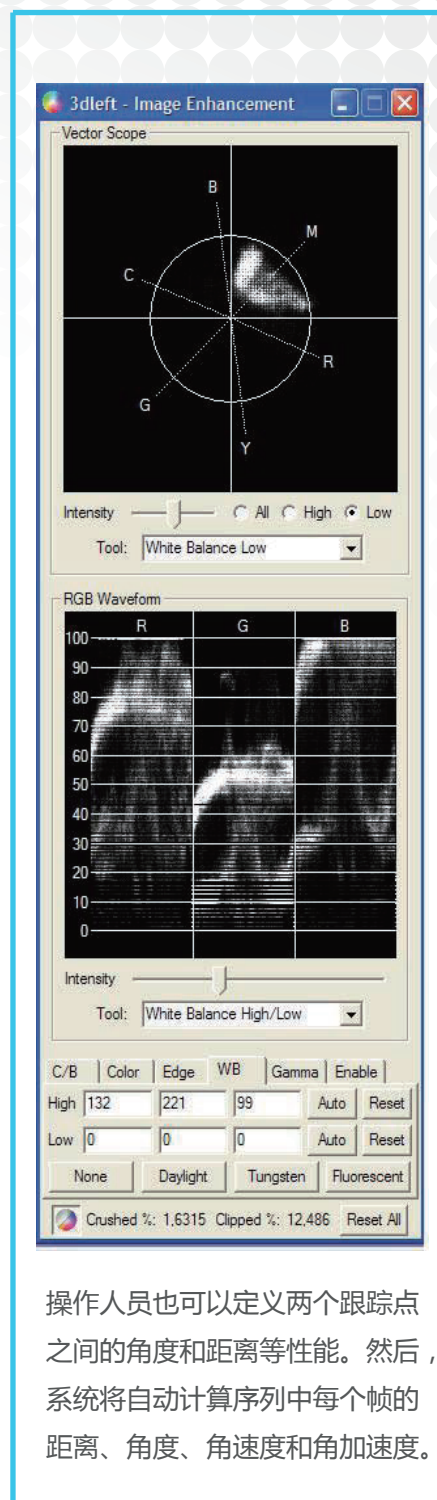 3dleft - Image Enhancement
Vector Scope
B
M
C
R
G
Y
Intensity All High Low
Tool: White Balance Low
RGB Waveform
R G B
100
90
80
70
60
50
40
30
20
10
0
Intensity
Tool: White Balance High/Low
C/B Color Edge WB Gamma Enable
High 132 221 99 Auto Reset
Low 0 0 0 Auto Reset
None Daylight Tungsten Fluorescent
Crushed %: 1,6315 Clipped %: 12,486 Reset All
操作人员也可以定义两个跟踪点
之间的角度和距离等性能。然后，
系统将自动计算序列中每个帧的
距离、角度、角速度和角加速度。